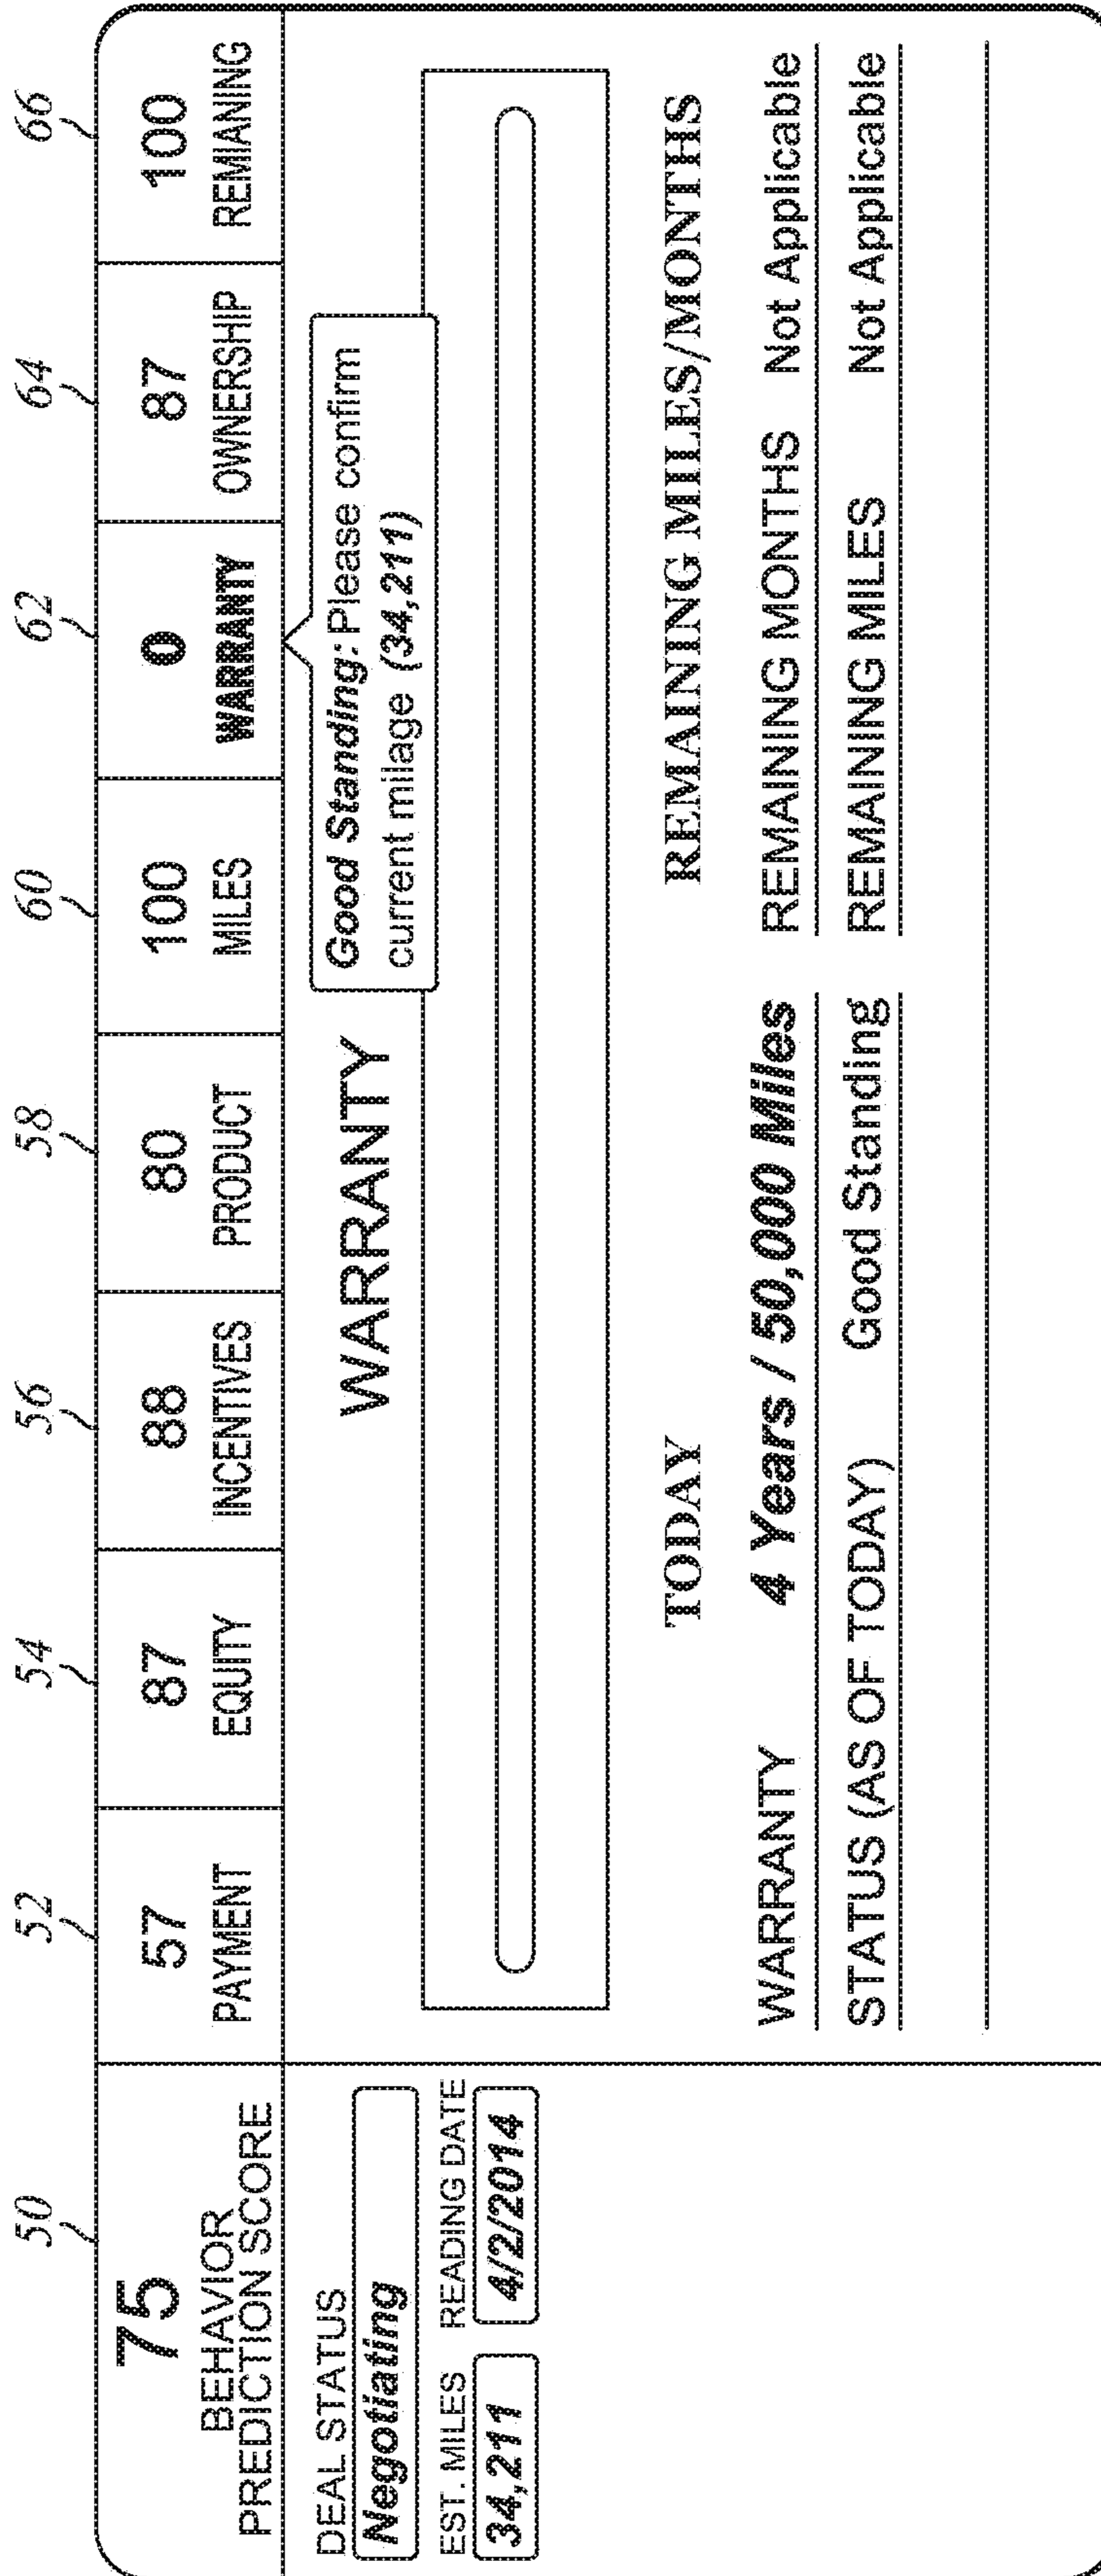 50 52 54 56 58 60 62 64 66
75 57 87 88 80 100 0 87 100
BEHAVIOR
PREDICTION SCORE
PAYMENT EQUITY INCENTIVES PRODUCT MILES WARRANTY OWNERSHIP REMIANING
DEAL STATUS
Negotiating
EST. MILES READING DATE
34,211 4/2/2014
WARRANTY
Good Standing: Please confirm
current milage (34,211)
TODAY REMAINING MILES/MONTHS
WARRANTY 4 Years / 50,000 Miles REMAINING MONTHS Not Applicable
STATUS (AS OF TODAY) Good Standing REMAINING MILES Not Applicable